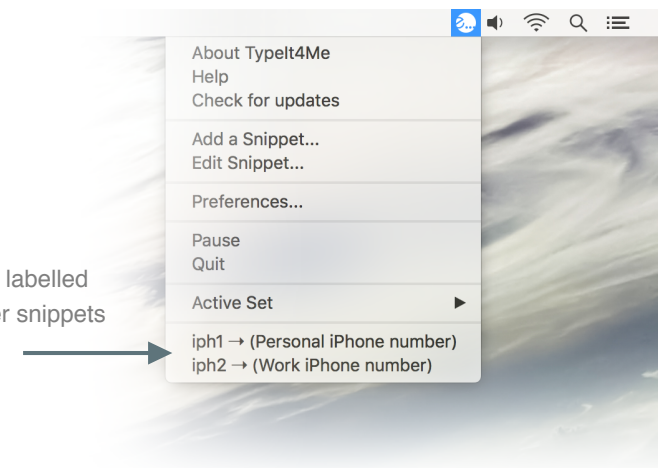 About TypeIt4Me
Help
Check for updates
Add a Snippet...
Edit Snippet...
Preferences...
Pause
Quit
Active Set
labelled
snippets
iph1 → (Personal iPhone number)
iph2 → (Work iPhone number)